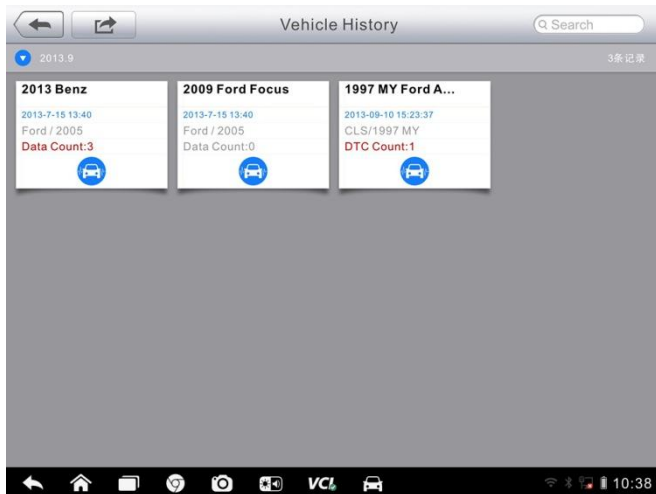 Vehicle History
Search
2013.9
3条记录
2013 Benz
2013-7-15 13:40
Ford / 2005
Data Count:3
2009 Ford Focus
2013-7-15 13:40
Ford / 2005
Data Count:0
1997 MY Ford A...
2013-09-10 15:23:37
CLS/1997 MY
DTC Count:1
VCI
10:38